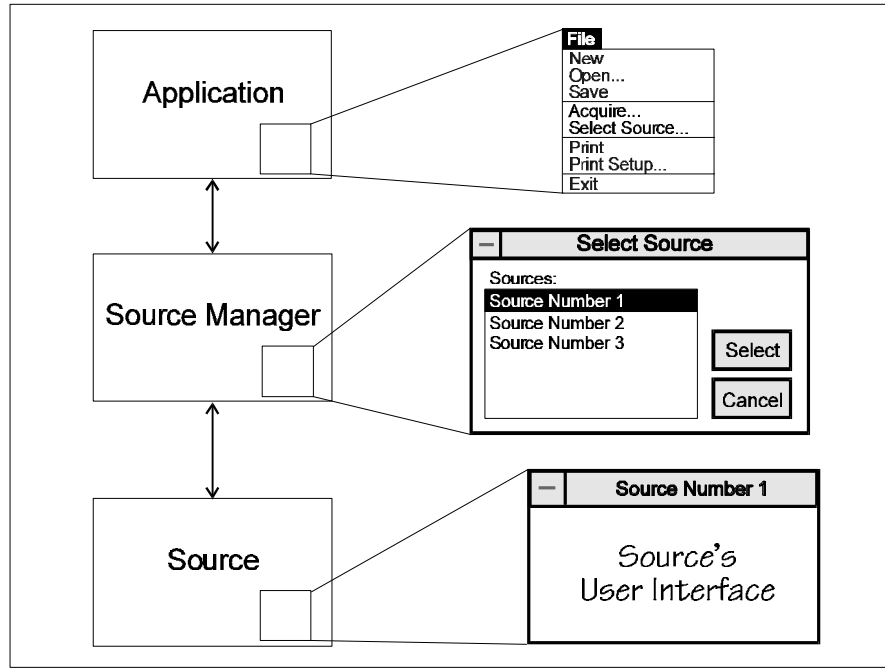 Application
File
New
Open...
Save
Acquire...
Select Source...
Print
Print Setup...
Exit
Source Manager
Select Source
Sources:
Source Number 1
Source Number 2
Source Number 3
Select
Cancel
Source
Source Number 1
Source's
User Interface